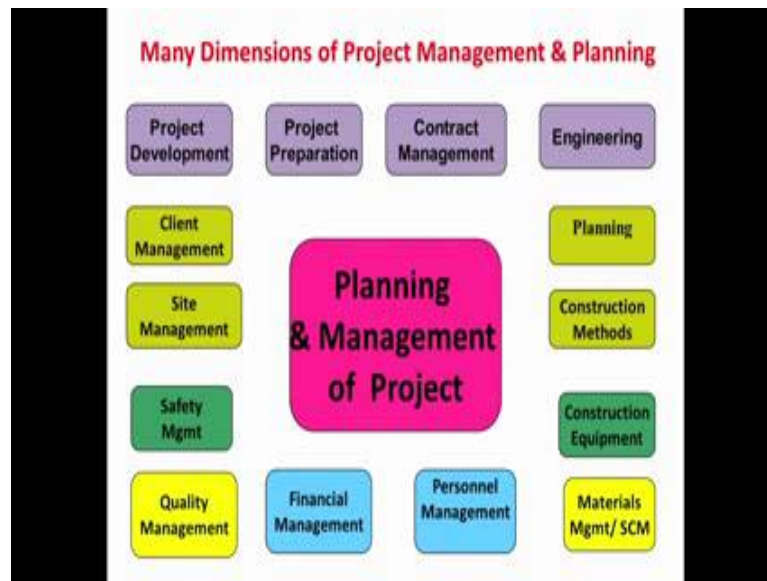 Many Dimensions of Project Management & Planning
Project
Development
Project
Preparation
Contract
Management
Engineering
Client
Management
Planning
Site
Management
Planning
& Management
of Project
Construction
Methods
Safety
Mgmt
Construction
Equipment
Quality
Management
Financial
Management
Personnel
Management
Materials
Mgmt/ SCM